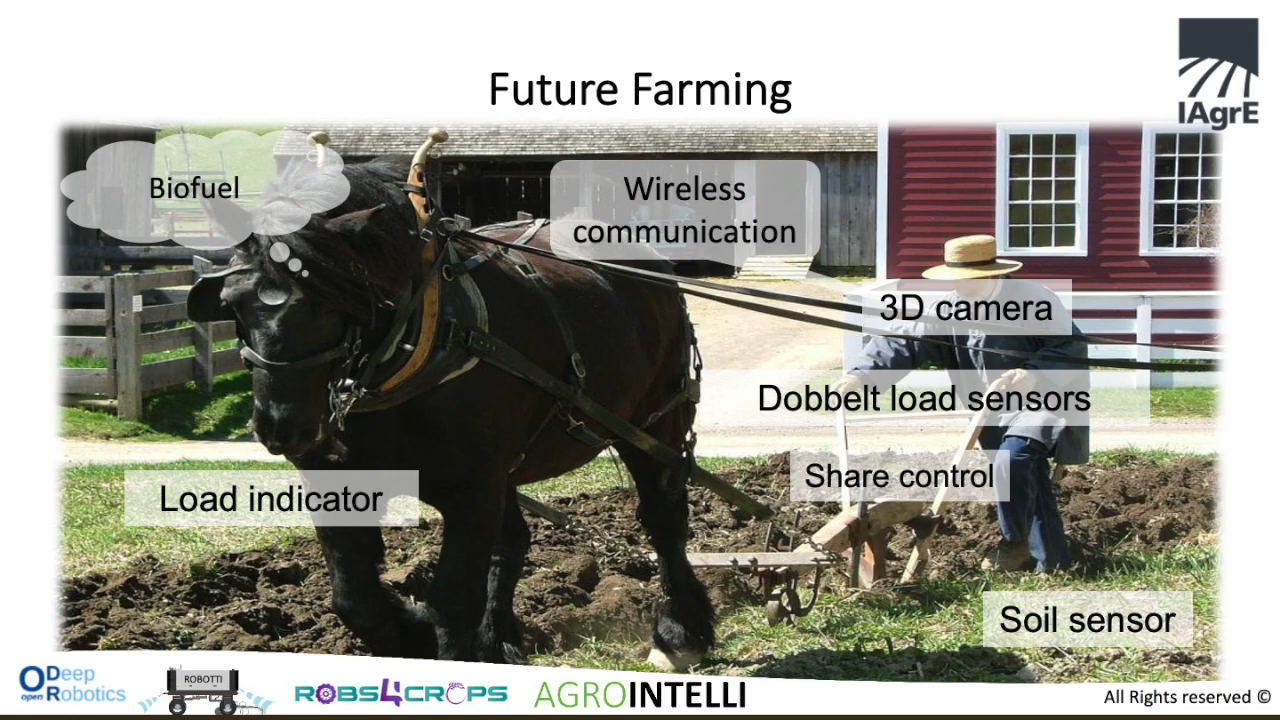 Future Farming
IAgrE
Biofuel
Wireless
communication
3D camera
Dobbelt load sensors
Share control
Load indicator
Soil sensor
ODeep
open Robotics
ROBOTTI
ROBS4CROPS
AGROINTELLI
All Rights reserved ©